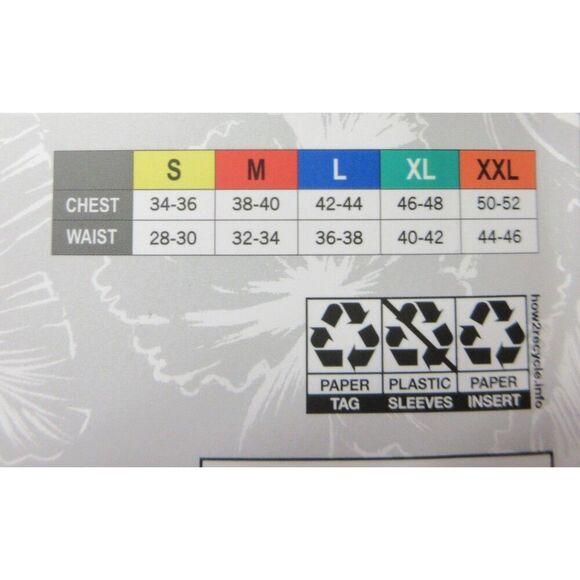 S M L XL XXL
CHEST 34-36 38-40 42-44 46-48 50-52
WAIST 28-30 32-34 36-38 40-42 44-46
PAPER PLASTIC PAPER
TAG SLEEVES INSERT
how2recycle.info